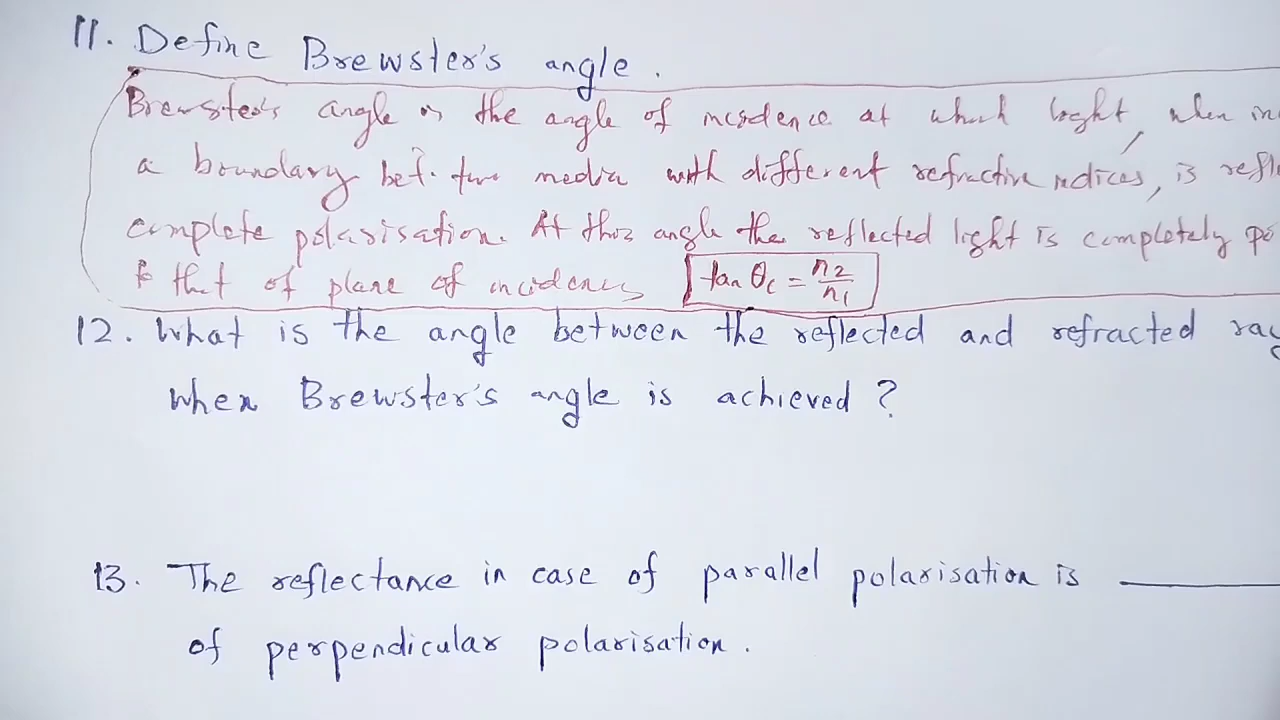 11. Define Brewster's angle.
Brewster's angle is the angle of incidence at which light, when in
a boundary bet. two media with different refractive indices, is refl
complete polarisation. At this angle the reflected light is completely po
that of plane of incidence tan θc = n2/n1
12. What is the angle between the reflected and refracted ray
when Brewster's angle is achieved?
13. The reflectance in case of parallel polarisation is ______
of perpendicular polarisation.